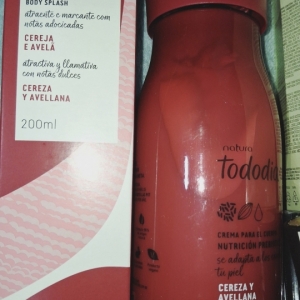 BODY SPLASH
atraente e marcante com
notas adocicadas
CEREJA
E AVELÃ
atractiva y llamativa
con notas dulces
CEREZA
Y AVELLANA
200ml
natura
tododia
CREMA PARA EL
NUTRICIÓN
se adapta a
tu piel
CEREZA Y
AVELLANA